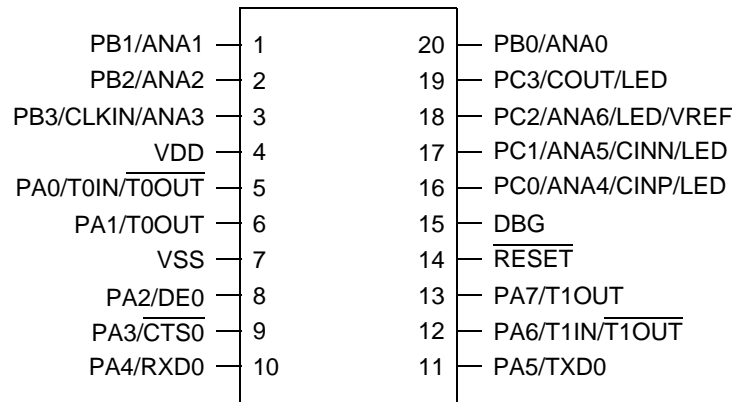 PB1/ANA1 1 20 PB0/ANA0
PB2/ANA2 2 19 PC3/COUT/LED
PB3/CLKIN/ANA3 3 18 PC2/ANA6/LED/VREF
VDD 4 17 PC1/ANA5/CINN/LED
PA0/T0IN/T0OUT 5 16 PC0/ANA4/CINP/LED
PA1/T0OUT 6 15 DBG
VSS 7 14 RESET
PA2/DE0 8 13 PA7/T1OUT
PA3/CTS0 9 12 PA6/T1IN/T1OUT
PA4/RXD0 10 11 PA5/TXD0